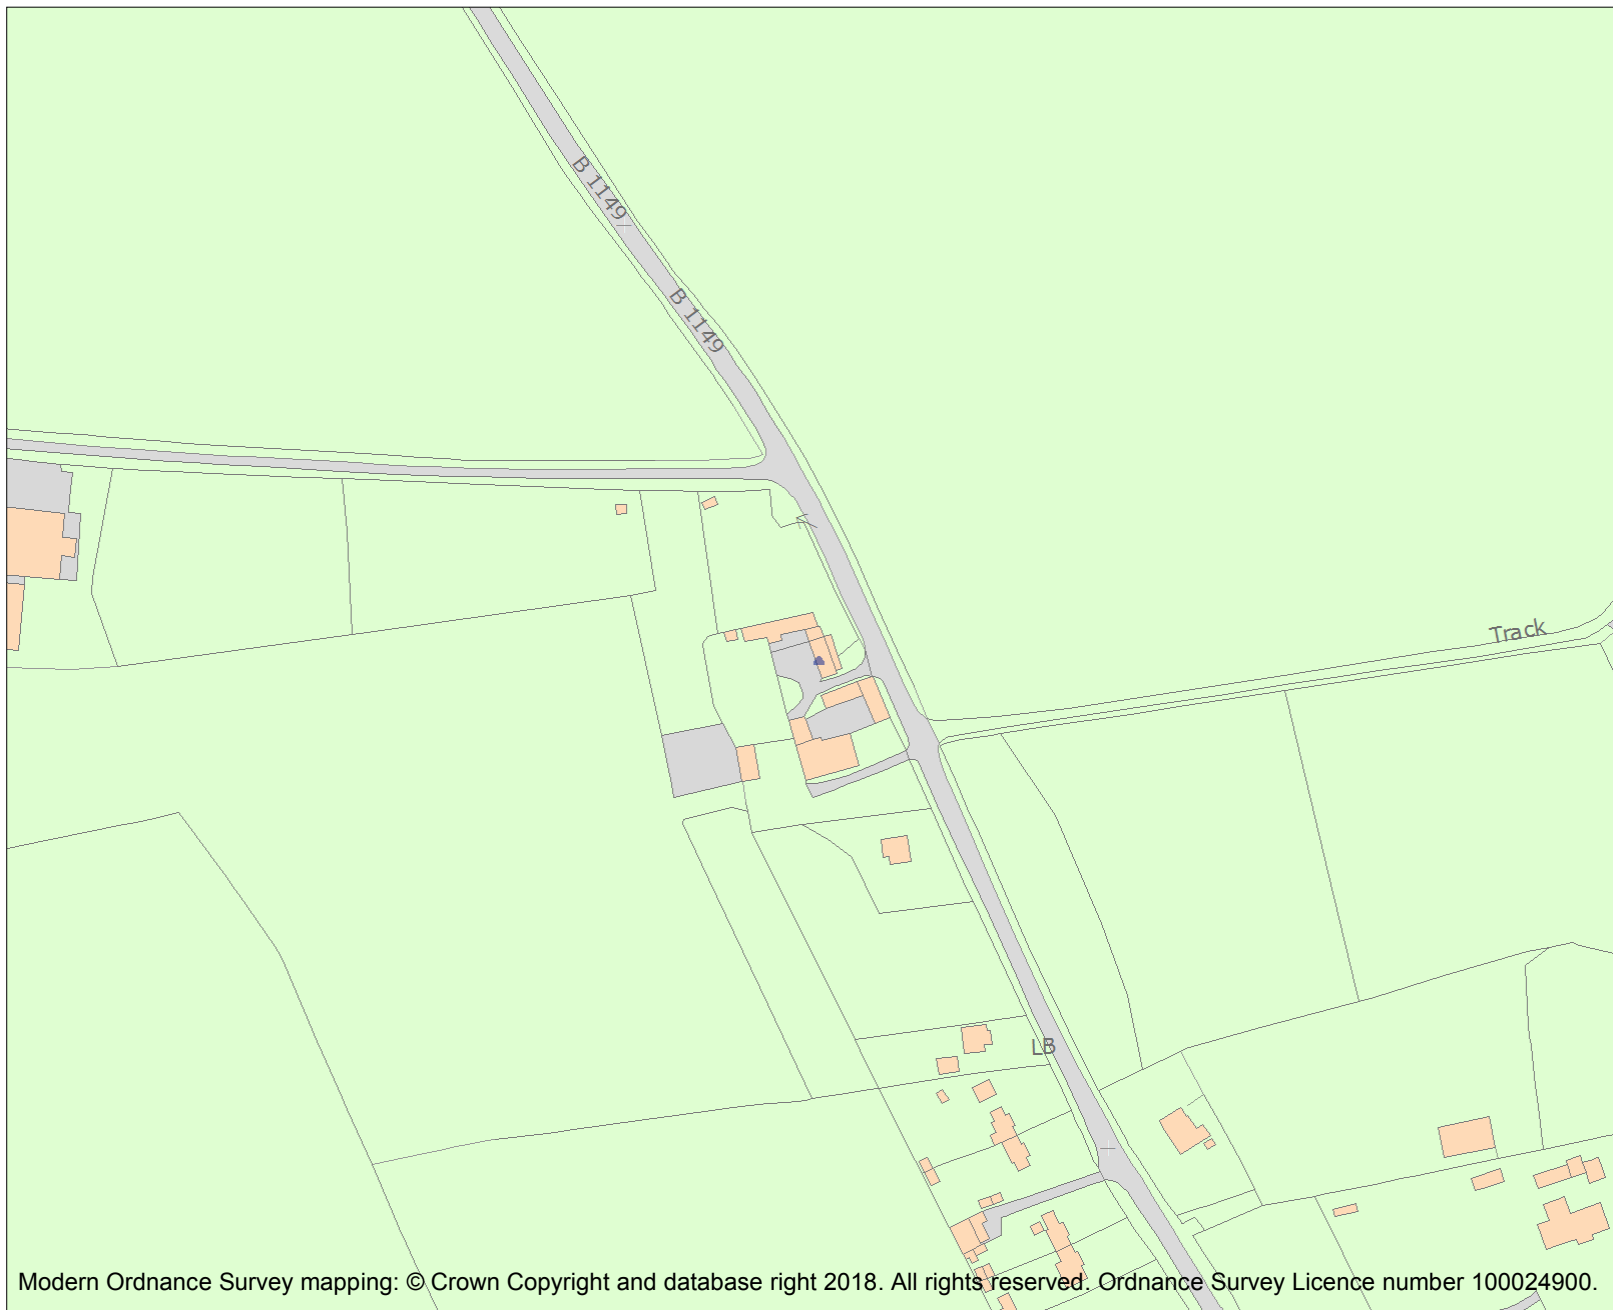 B 1149
B 1149
Track
LB
Modern Ordnance Survey mapping: © Crown Copyright and database right 2018. All rights reserved. Ordnance Survey Licence number 100024900.